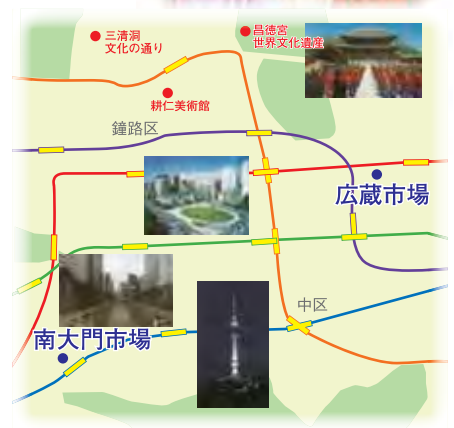 三清洞
文化の通り
昌徳宮
世界文化遺産
耕仁美術館
鐘路区
広蔵市場
中区
南大門市場